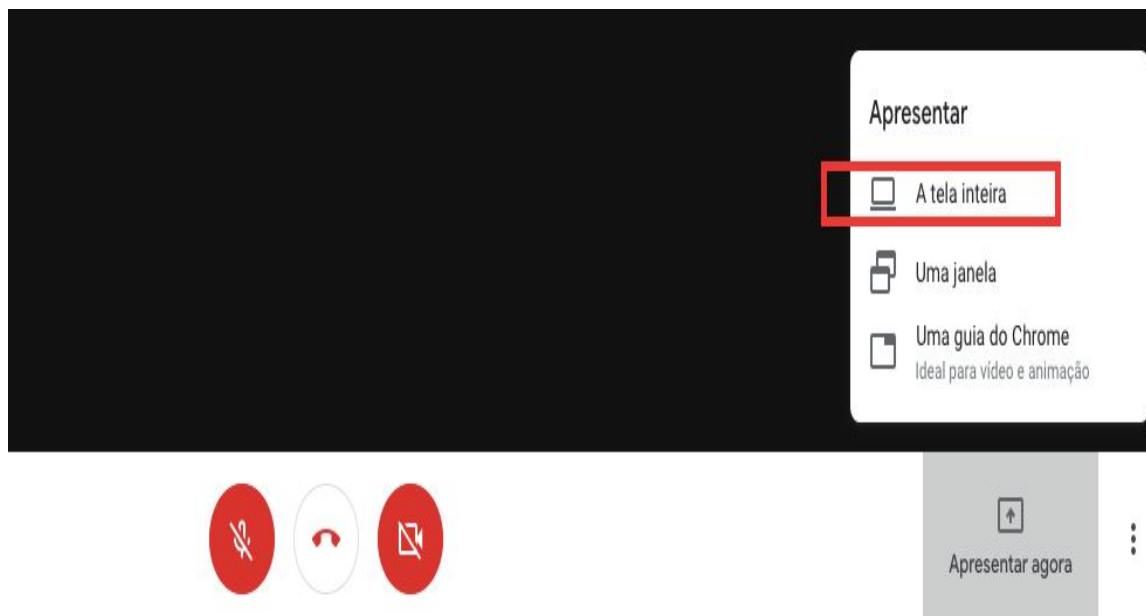 Apresentar
A tela inteira
Uma janela
Uma guia do Chrome
Ideal para vídeo e animação
Apresentar agora